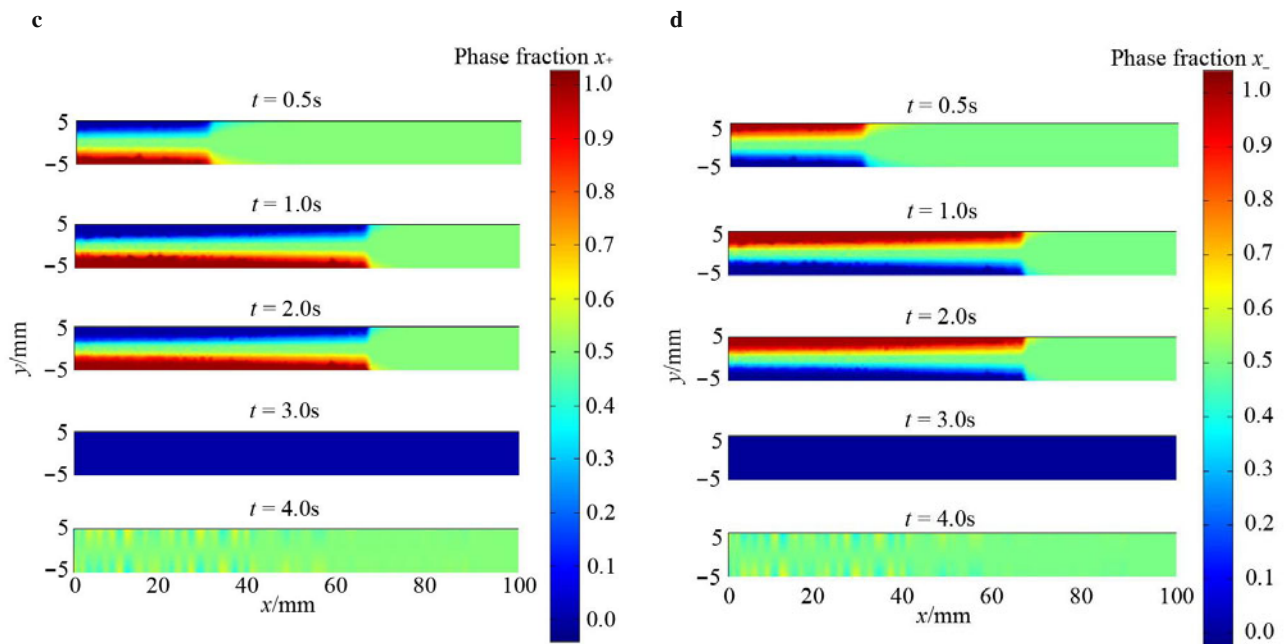 c
Phase fraction x₊
t = 0.5s
5
−5
t = 1.0s
5
−5
t = 2.0s
5
−5
t = 3.0s
5
−5
t = 4.0s
5
−5
y/mm
0 20 40 60 80 100
x/mm
1.0
0.9
0.8
0.7
0.6
0.5
0.4
0.3
0.2
0.1
0.0
d
Phase fraction x₋
t = 0.5s
5
−5
t = 1.0s
5
−5
t = 2.0s
5
−5
t = 3.0s
5
−5
t = 4.0s
5
−5
y/mm
0 20 40 60 80 100
x/mm
1.0
0.9
0.8
0.7
0.6
0.5
0.4
0.3
0.2
0.1
0.0